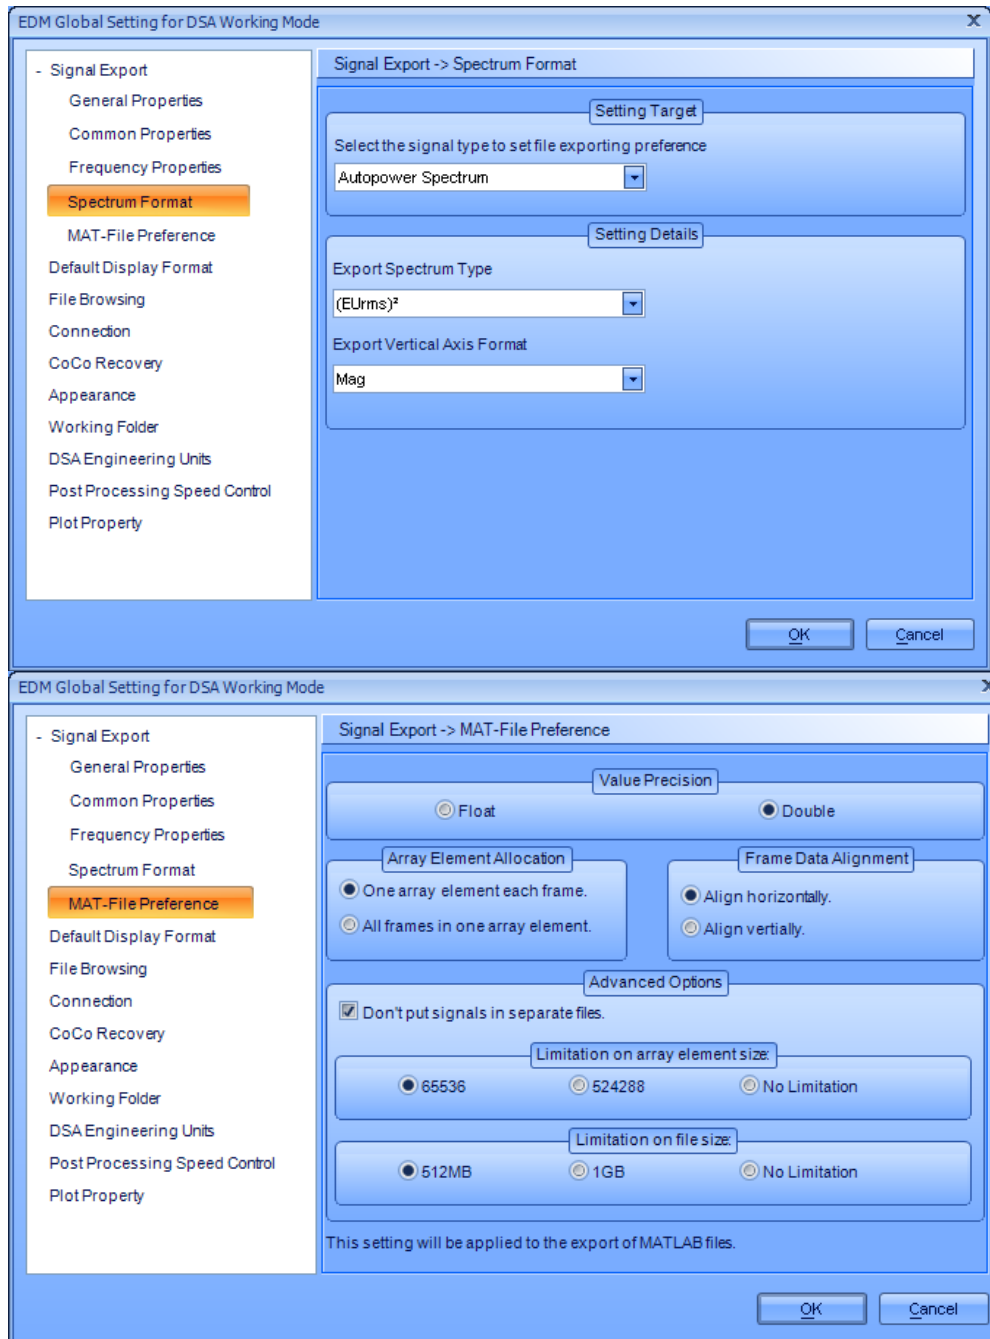 EDM Global Setting for DSA Working Mode
x
- Signal Export
General Properties
Common Properties
Frequency Properties
Spectrum Format
MAT-File Preference
Default Display Format
File Browsing
Connection
CoCo Recovery
Appearance
Working Folder
DSA Engineering Units
Post Processing Speed Control
Plot Property
Signal Export -> Spectrum Format
Setting Target
Select the signal type to set file exporting preference
Autopower Spectrum
Setting Details
Export Spectrum Type
(EUrms)²
Export Vertical Axis Format
Mag
OK
Cancel
EDM Global Setting for DSA Working Mode
x
- Signal Export
General Properties
Common Properties
Frequency Properties
Spectrum Format
MAT-File Preference
Default Display Format
File Browsing
Connection
CoCo Recovery
Appearance
Working Folder
DSA Engineering Units
Post Processing Speed Control
Plot Property
Signal Export -> MAT-File Preference
Value Precision
Float Double
Array Element Allocation
One array element each frame.
All frames in one array element.
Frame Data Alignment
Align horizontally.
Align vertially.
Advanced Options
Don't put signals in separate files.
Limitation on array element size:
65536 524288 No Limitation
Limitation on file size:
512MB 1GB No Limitation
This setting will be applied to the export of MATLAB files.
OK
Cancel